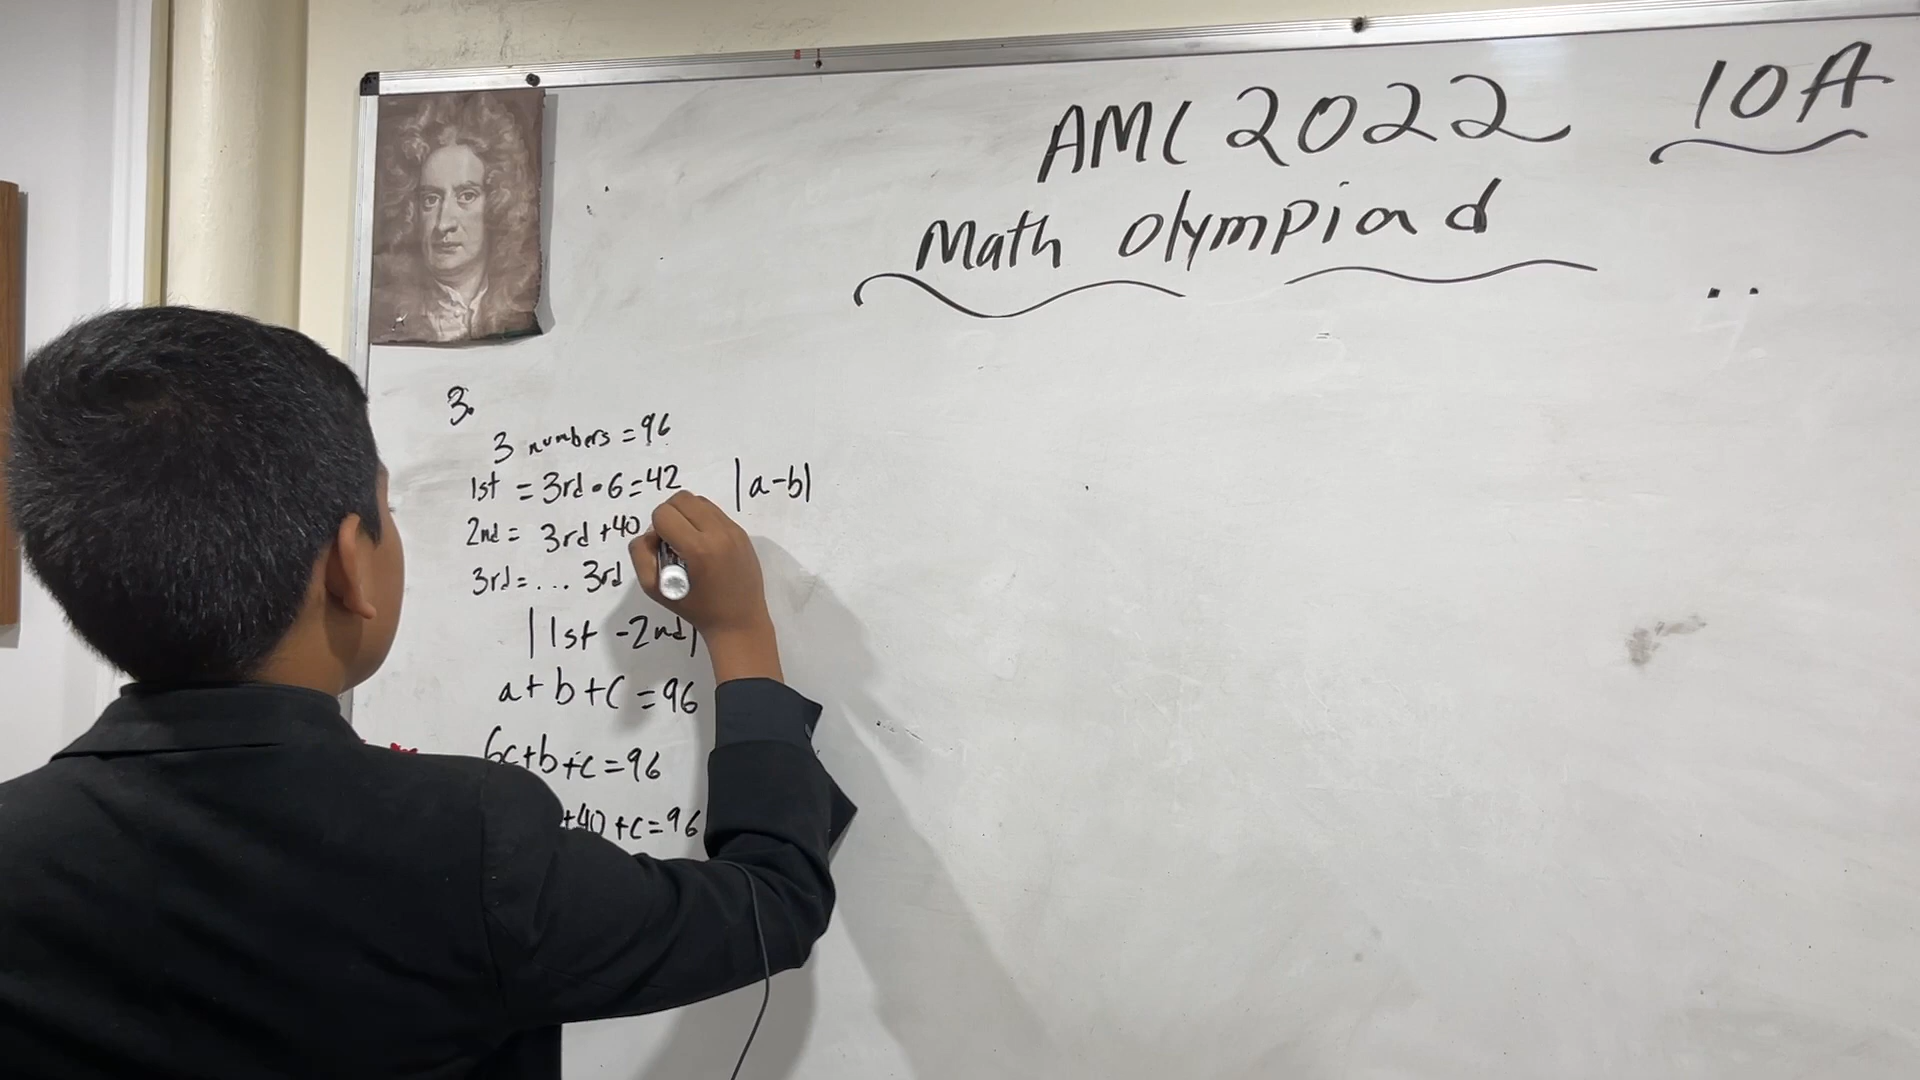 AMC 2022 10A
Math Olympiad
3.
3 numbers = 96
1st = 3rd • 6 = 42 |a-b|
2nd = 3rd + 40
3rd = ... 3rd
|1st - 2nd|
a + b + c = 96
6c + b + c = 96
+40 + c = 96